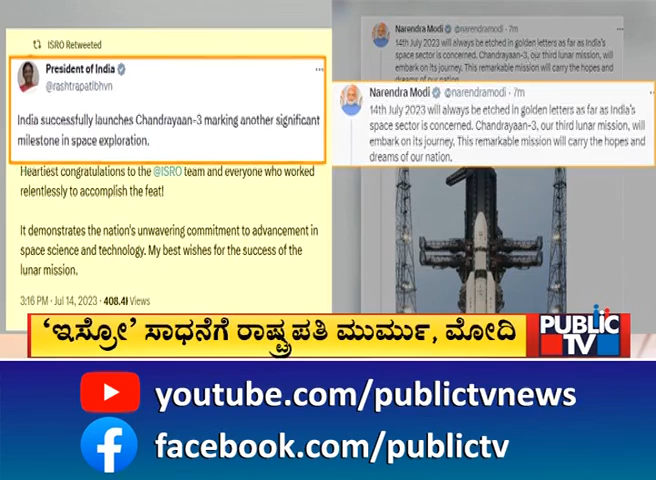 ISRO Retweeted
President of India
@rashtrapatibhvn
India successfully launches Chandrayaan-3 marking another significant
milestone in space exploration.
Heartiest congratulations to the @ISRO team and everyone who worked
relentlessly to accomplish the feat!
It demonstrates the nation's unwavering commitment to advancement in
space science and technology. My best wishes for the success of the
lunar mission.
3:16 PM · Jul 14, 2023 · 408.4K Views
Narendra Modi @narendramodi · 7m
14th July 2023 will always be etched in golden letters as far as India's
space sector is concerned. Chandrayaan-3, our third lunar mission, will
embark on its journey. This remarkable mission will carry the hopes and
dreams of our nation.
Narendra Modi @narendramodi · 7m
14th July 2023 will always be etched in golden letters as far as India's
space sector is concerned. Chandrayaan-3, our third lunar mission, will
embark on its journey. This remarkable mission will carry the hopes and
dreams of our nation.
‘ಇಸ್ರೋ’ ಸಾಧನೆಗೆ ರಾಷ್ಟ್ರಪತಿ ಮುರ್ಮು, ಮೋದಿ
PUBLIC
TV
youtube.com/publictvnews
facebook.com/publictv